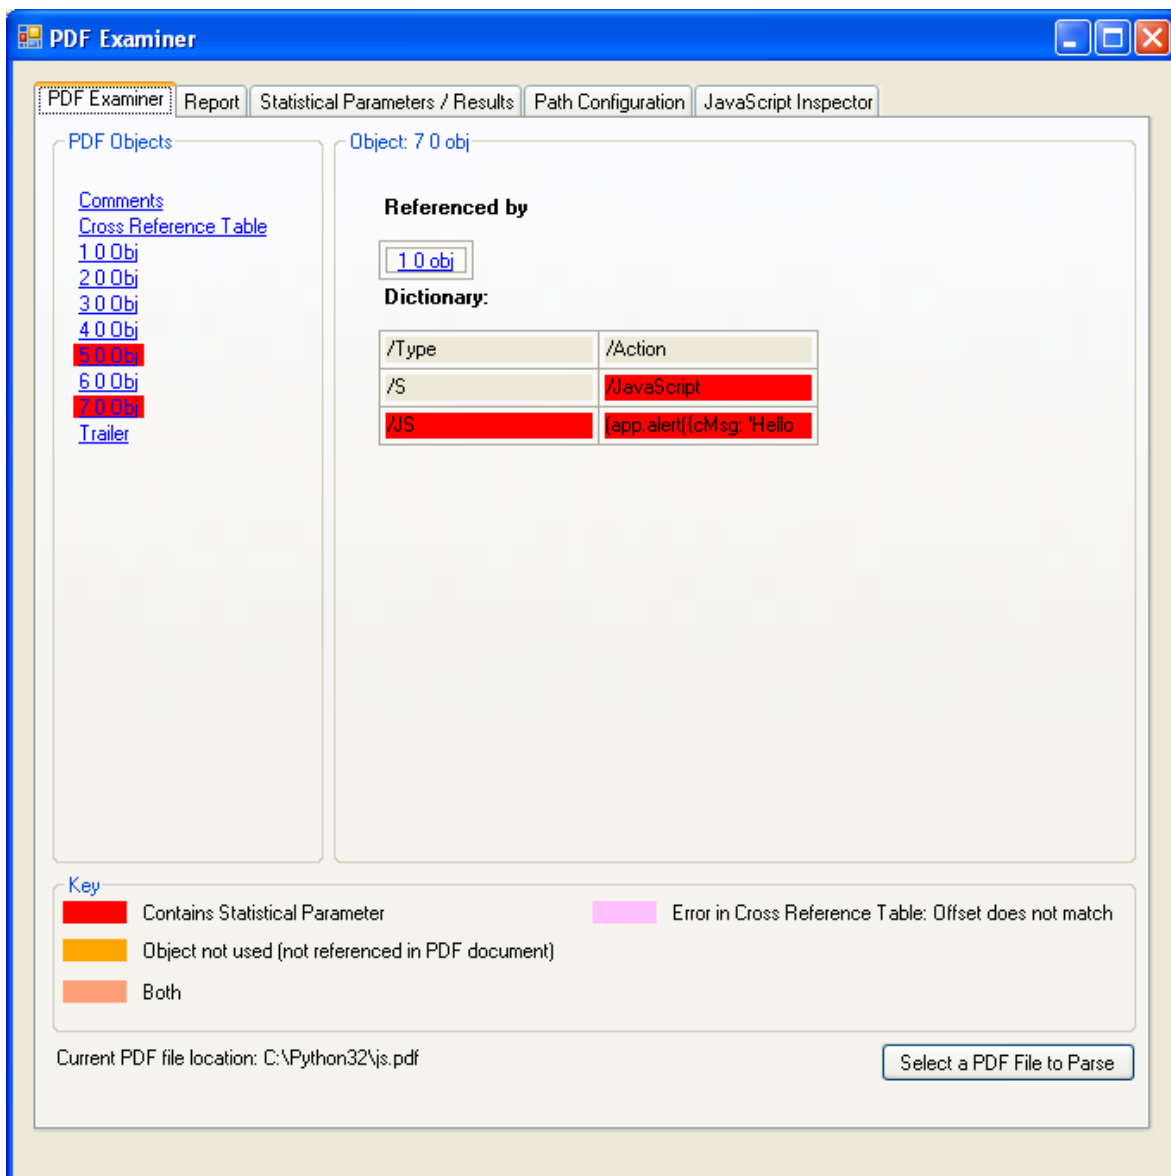 PDF Examiner
PDF Examiner Report Statistical Parameters / Results Path Configuration JavaScript Inspector
PDF Objects
Comments
Cross Reference Table
1 0 Obj
2 0 Obj
3 0 Obj
4 0 Obj
5 0 Obj
6 0 Obj
7 0 Obj
Trailer
Object: 7 0 obj
Referenced by
1 0 obj
Dictionary:
/Type /Action
/S /JavaScript
/JS (app.alert({cMsg: 'Hello
Key
Contains Statistical Parameter
Error in Cross Reference Table: Offset does not match
Object not used (not referenced in PDF document)
Both
Current PDF file location: C:\Python32\js.pdf
Select a PDF File to Parse